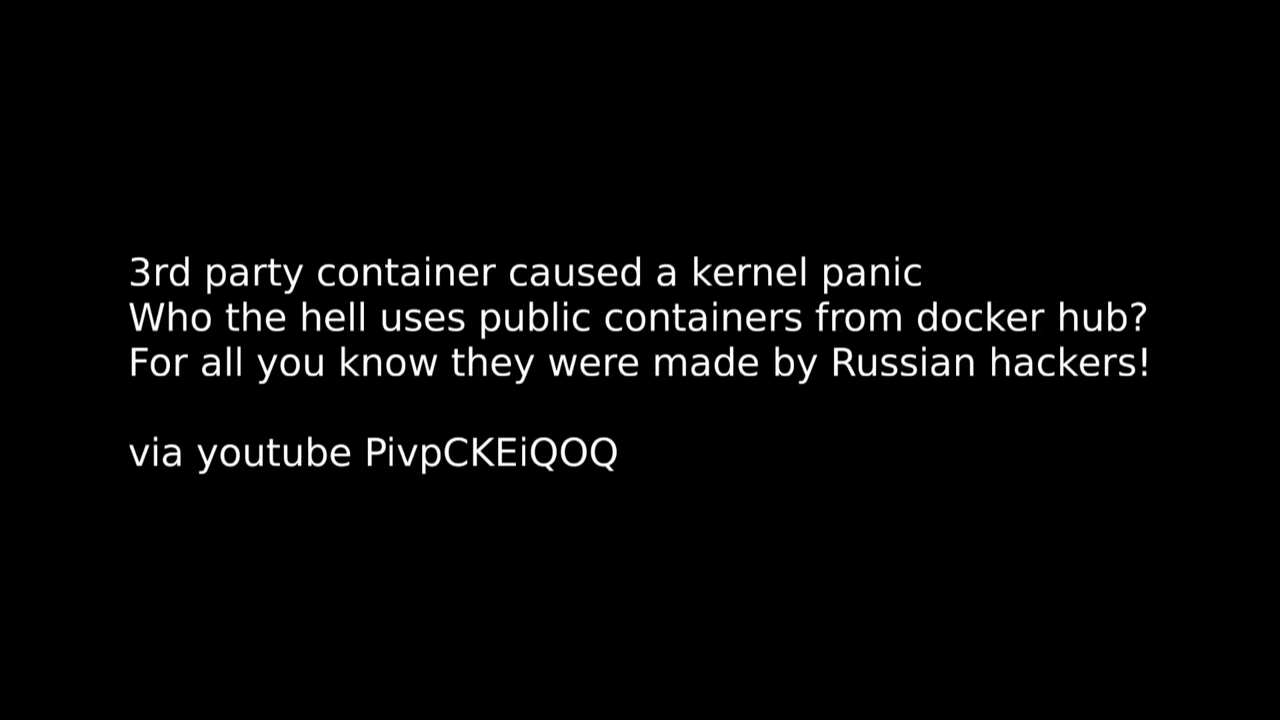 3rd party container caused a kernel panic
Who the hell uses public containers from docker hub?
For all you know they were made by Russian hackers!
via youtube PivpCKEiQOQ